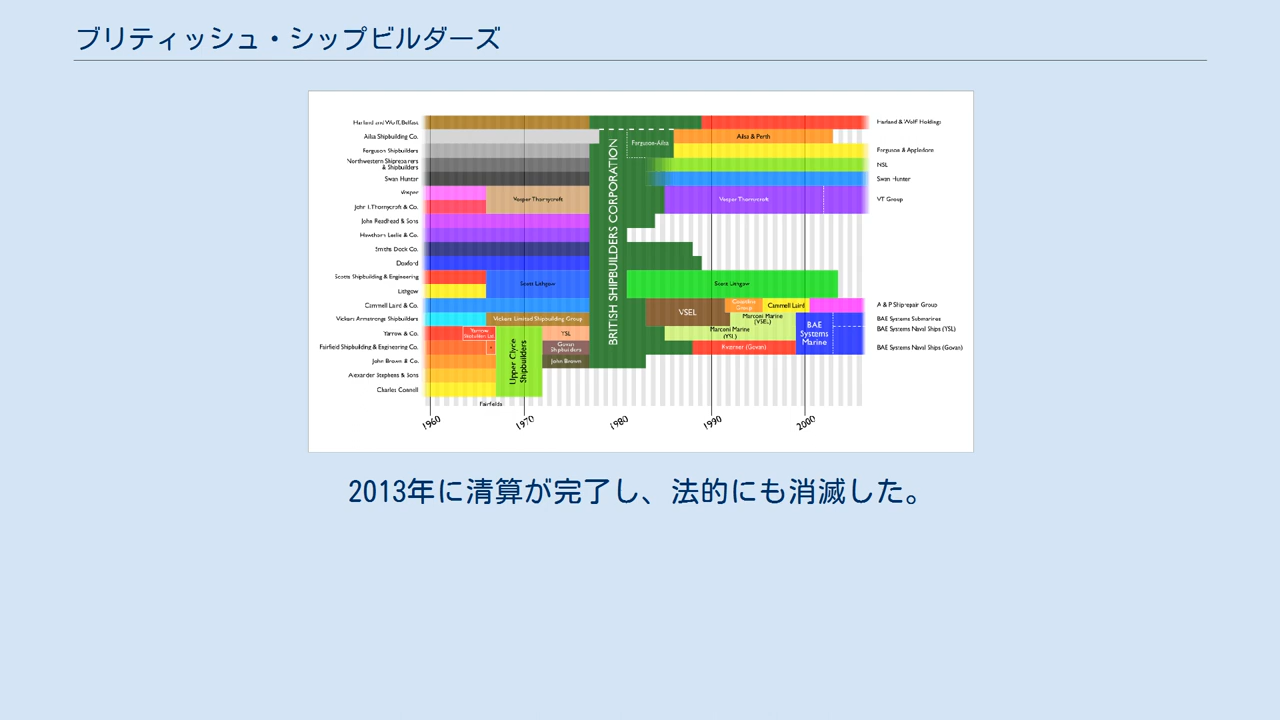 ブリティッシュ・シップビルダーズ
Harland and Wolff, Belfast
Harland & Wolf Holdings
Ailsa Shipbuilding Co.
Ailsa & Perth
Ferguson Shipbuilders
Ferguson-Ailsa
Ferguson & Appledore
Northwestern Shiprepairers
& Shipbuilders
NSL
Swan Hunter
Swan Hunter
Vosper
Vosper Thornycroft
Vosper Thornycroft
VT Group
John I.Thornycroft & Co.
John Readhead & Sons
Hawthorn Leslie & Co.
Smiths Dock Co.
Doxford
BRITISH SHIPBUILDERS CORPORATION
Scotts Shipbuilding & Engineering
Scott Lithgow
Scott Lithgow
Lithgow
Cammell Laird & Co.
VSEL
Cammell Laird
A & P Shiprepair Group
Vickers Armstrongs Shipbuilders
Vickers Limited Shipbuilding Group
Marconi Marine
(VSEL)
BAE Systems Submarines
Yarrow & Co.
Yarrow
YSL
Marconi Marine
(YSL)
BAE
Systems
Marine
BAE Systems Naval Ships (YSL)
Fairfield Shipbuilding & Engineering Co.
Upper Clyde
Shipbuilders
Govan
Shipbuilders
Kvaerner (Govan)
BAE Systems Naval Ships (Govan)
John Brown & Co.
John Brown
Alexander Stephens & Sons
Charles Connell
Fairfields
1960
1970
1980
1990
2000
2013年に清算が完了し、法的にも消滅した。